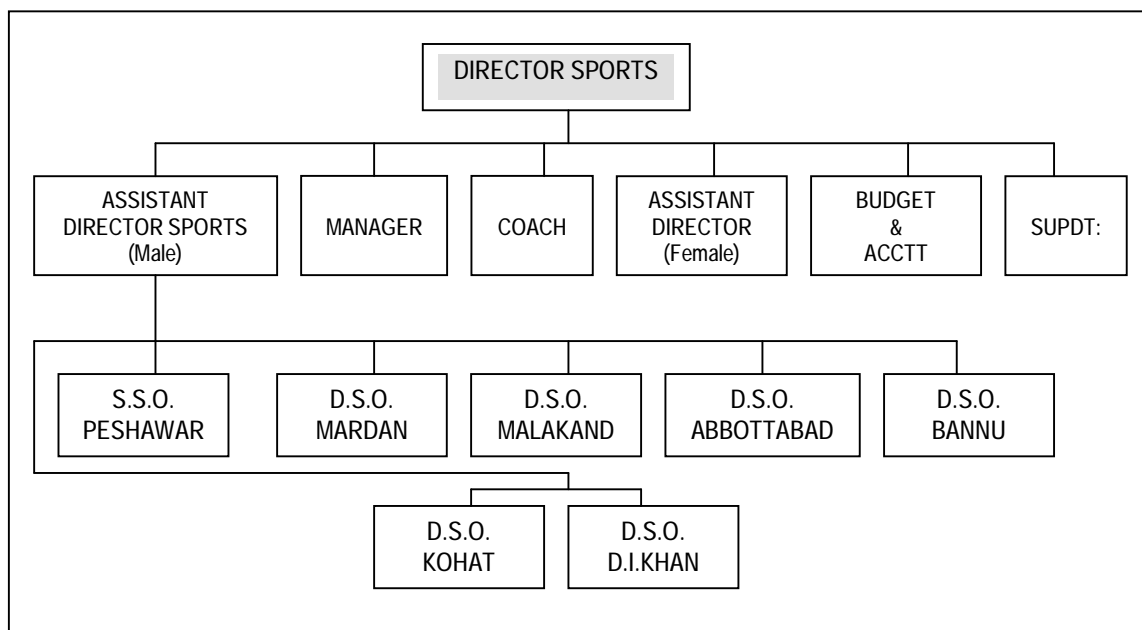 DIRECTOR SPORTS
ASSISTANT
DIRECTOR SPORTS
(Male)
MANAGER
COACH
ASSISTANT
DIRECTOR
(Female)
BUDGET
&
ACCTT
SUPDT:
S.S.O.
PESHAWAR
D.S.O.
MARDAN
D.S.O.
MALAKAND
D.S.O.
ABBOTTABAD
D.S.O.
BANNU
D.S.O.
KOHAT
D.S.O.
D.I.KHAN